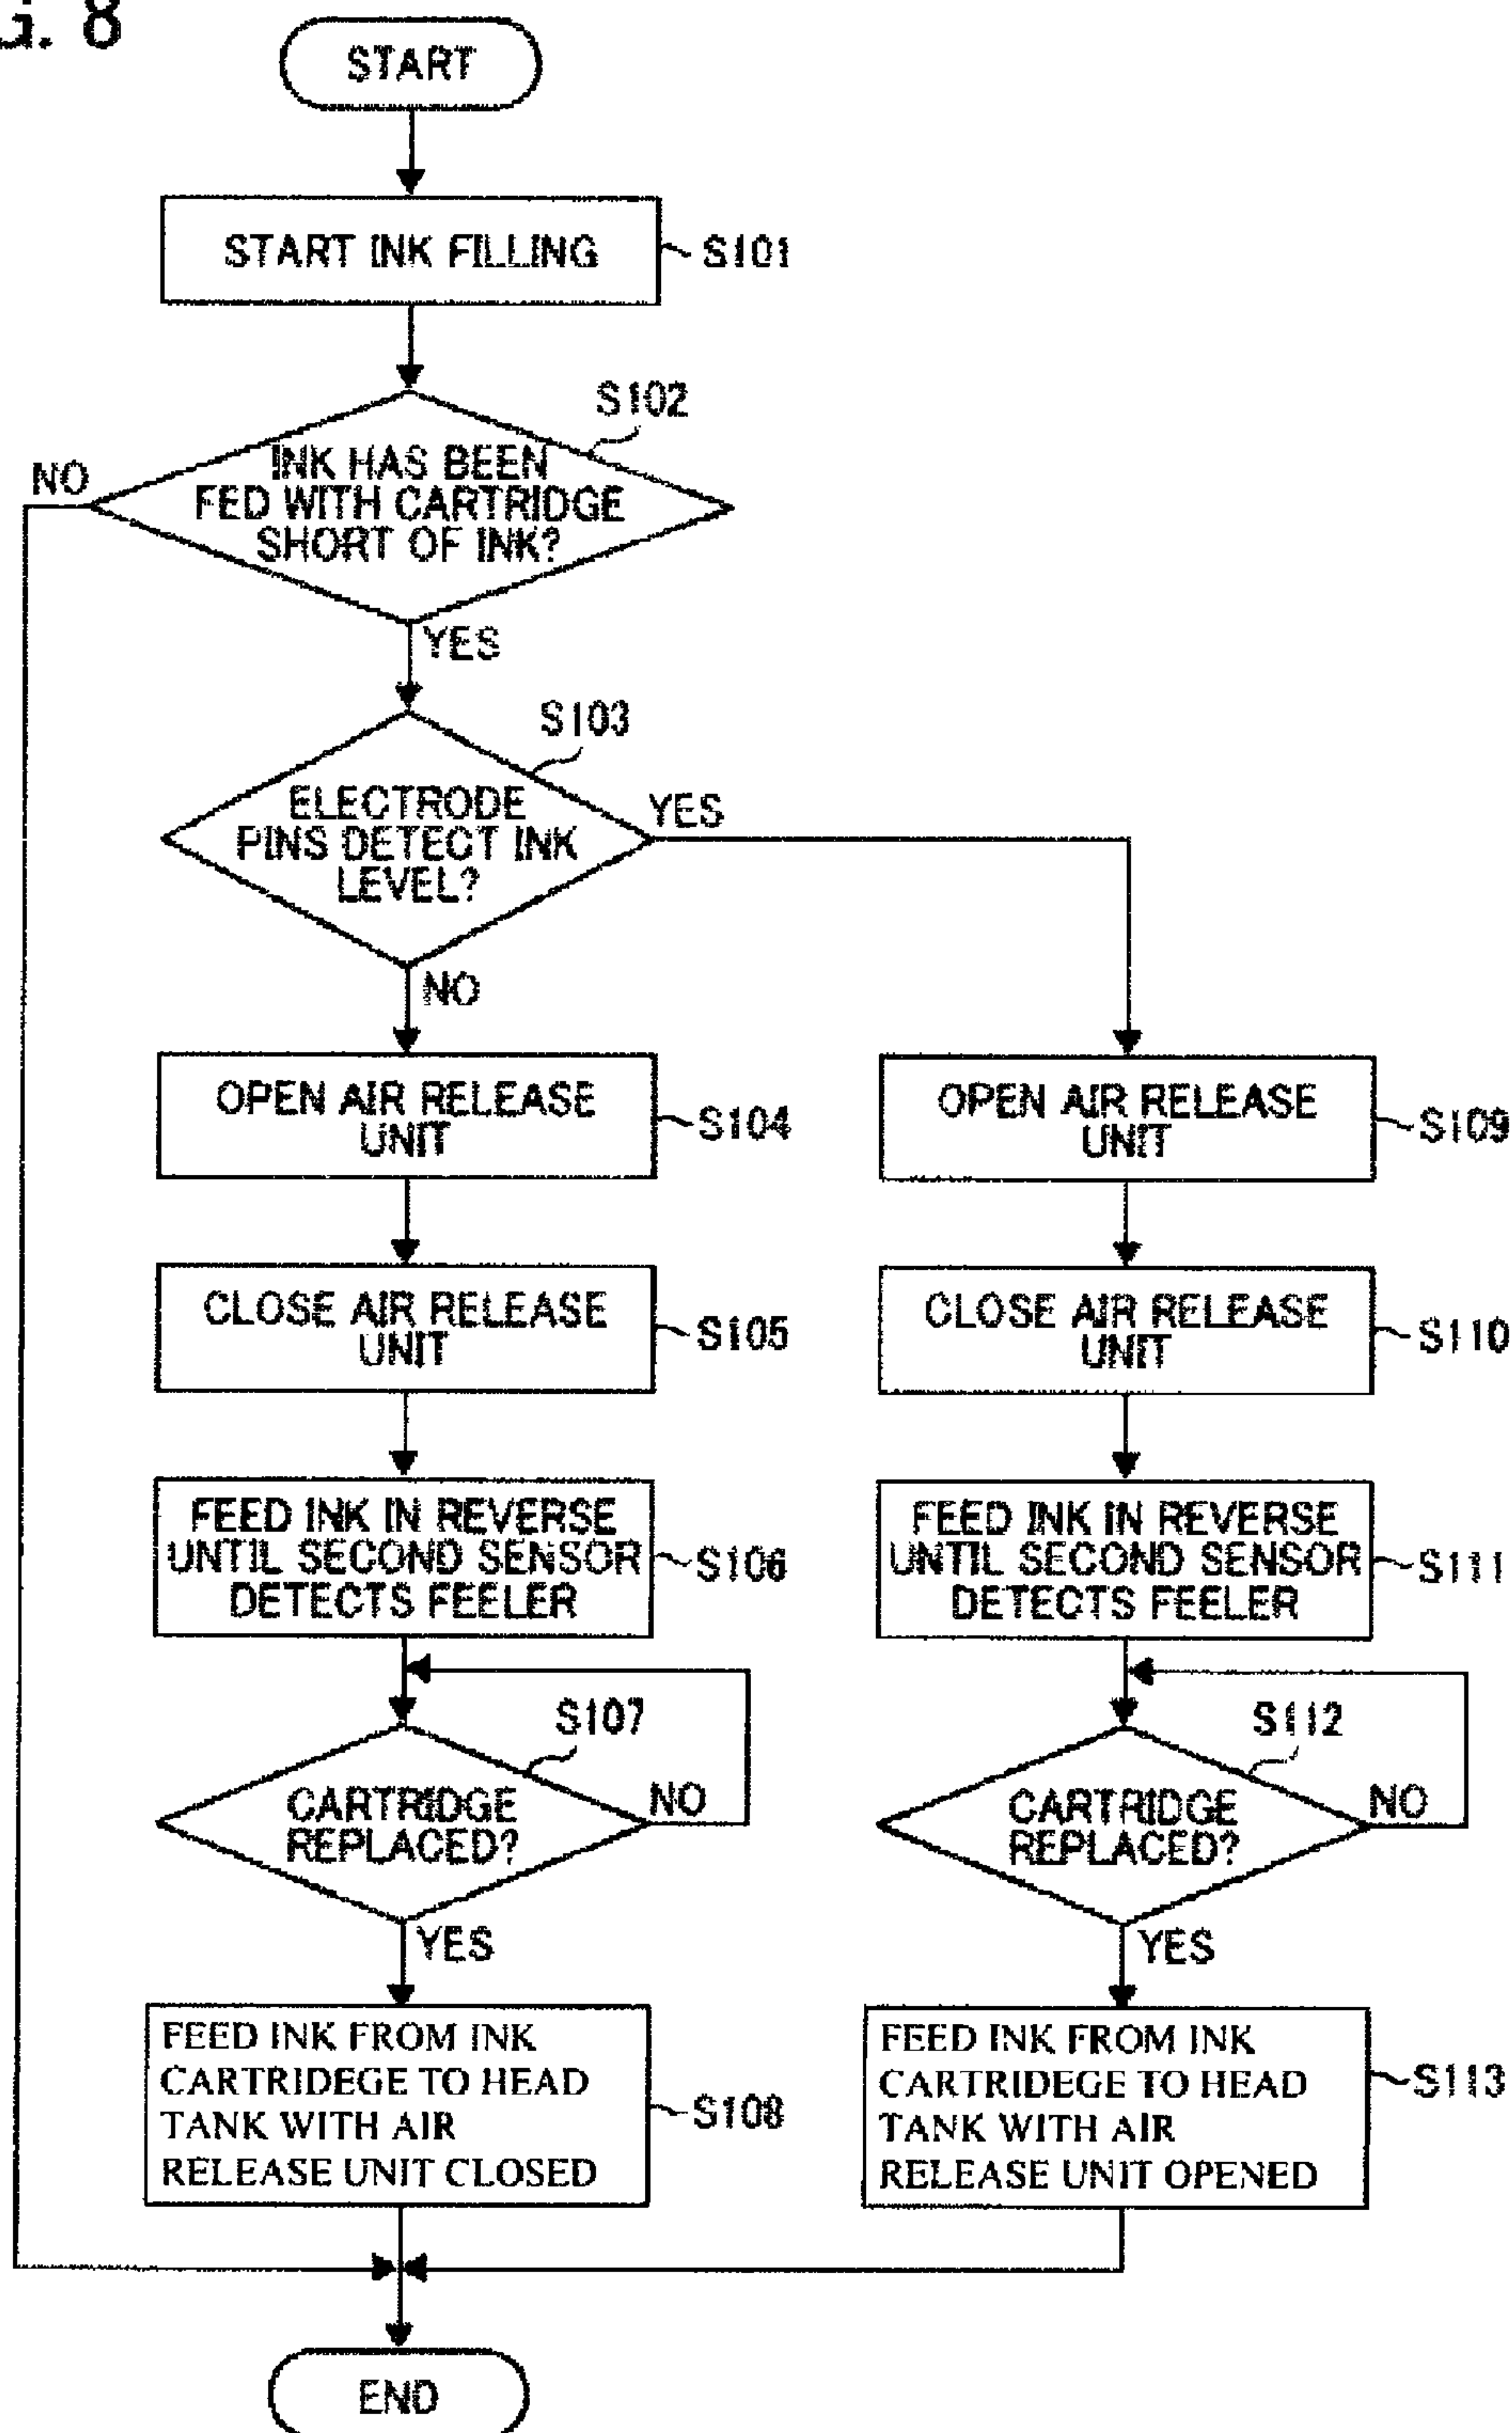 G. 8
START
START INK FILLING
S101
S102
INK HAS BEEN
FED WITH CARTRIDGE
SHORT OF INK?
NO
YES
S103
ELECTRODE
PINS DETECT INK
LEVEL?
YES
NO
OPEN AIR RELEASE
UNIT
S104
OPEN AIR RELEASE
UNIT
S109
CLOSE AIR RELEASE
UNIT
S105
CLOSE AIR RELEASE
UNIT
S110
FEED INK IN REVERSE
UNTIL SECOND SENSOR
DETECTS FEELER
S106
FEED INK IN REVERSE
UNTIL SECOND SENSOR
DETECTS FEELER
S111
S107
CARTRIDGE
REPLACED?
NO
YES
S112
CARTRIDGE
REPLACED?
NO
YES
FEED INK FROM INK
CARTRIDEGE TO HEAD
TANK WITH AIR
RELEASE UNIT CLOSED
S108
FEED INK FROM INK
CARTRIDEGE TO HEAD
TANK WITH AIR
RELEASE UNIT OPENED
S113
END